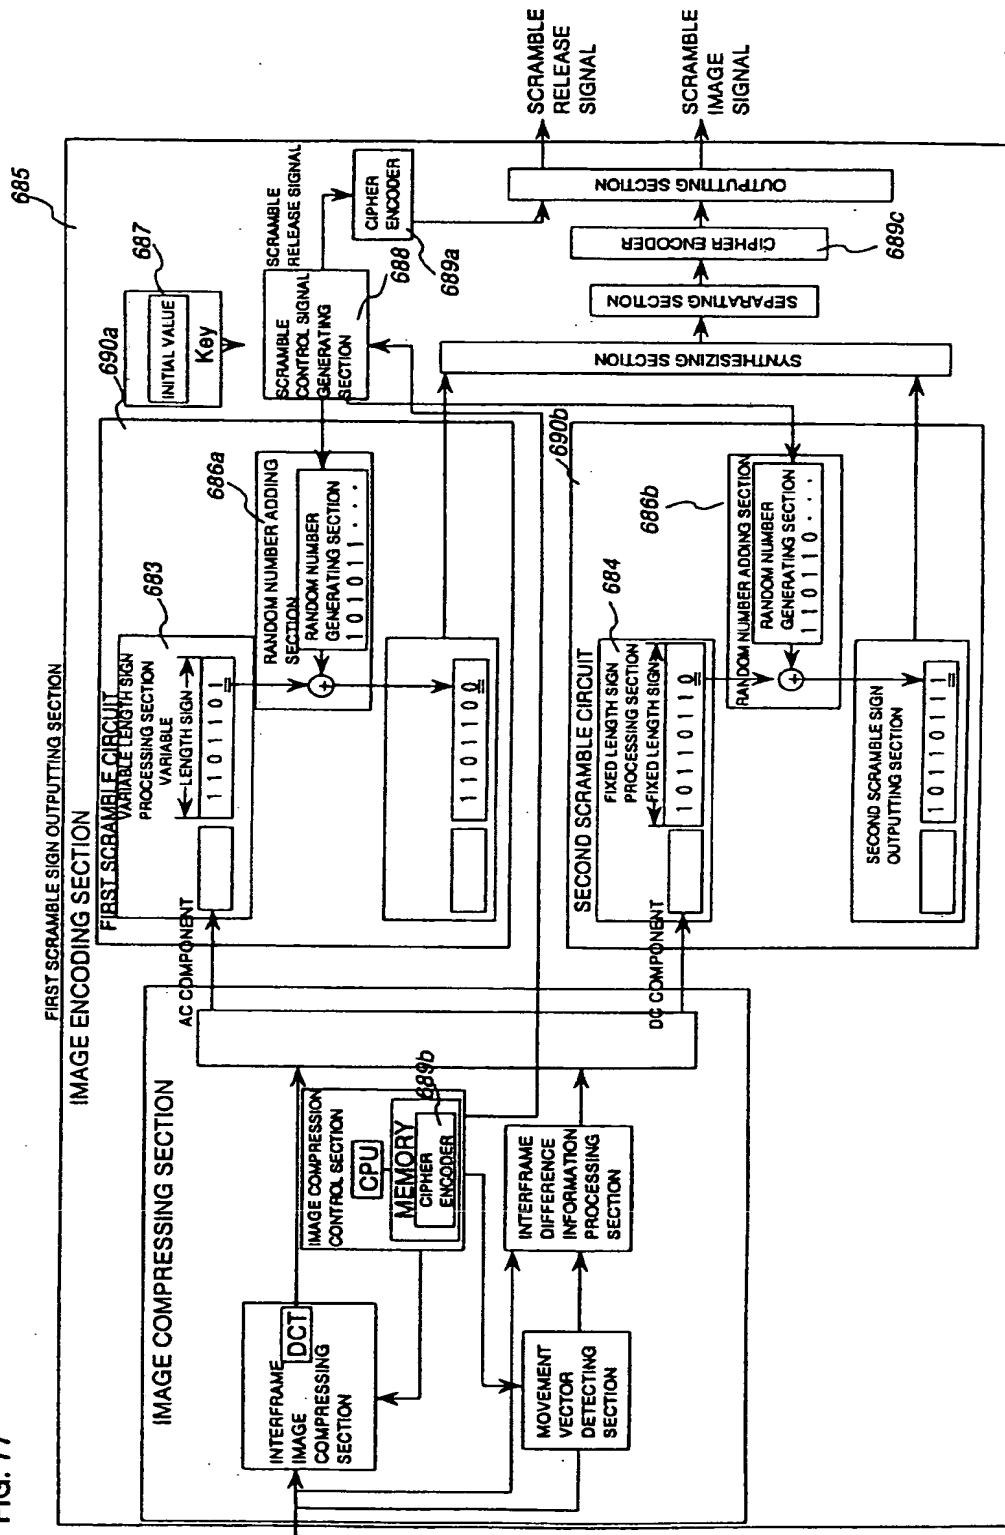 FIG. 77
FIRST SCRAMBLE SIGN OUTPUTTING SECTION
IMAGE ENCODING SECTION
685
IMAGE COMPRESSING SECTION
INTERFRAME
DCT
IMAGE
COMPRESSING
SECTION
IMAGE COMPRESSION
CONTROL SECTION
CPU
MEMORY
CIPHER
ENCODER
689b
MOVEMENT
VECTOR
DETECTING
SECTION
INTERFRAME
DIFFERENCE
INFORMATION
PROCESSING
SECTION
AC COMPONENT
DC COMPONENT
FIRST SCRAMBLE CIRCUIT
690a
VARIABLE LENGTH SIGN
PROCESSING SECTION
683
VARIABLE
LENGTH SIGN
1 1 0 1 1 0 1
RANDOM NUMBER ADDING
SECTION
686a
RANDOM NUMBER
GENERATING SECTION
1 0 1 0 1 1 . . .
+
1 1 0 1 1 0 0
INITIAL VALUE
687
Key
SCRAMBLE
CONTROL SIGNAL
GENERATING
SECTION
688
SCRAMBLE
RELEASE SIGNAL
CIPHER
ENCODER
689a
SECOND SCRAMBLE CIRCUIT
690b
FIXED LENGTH SIGN
PROCESSING SECTION
684
FIXED LENGTH SIGN
1 0 1 1 0 1 1 0
RANDOM NUMBER ADDING SECTION
686b
RANDOM NUMBER
GENERATING SECTION
1 1 0 1 1 0 . . .
+
SECOND SCRAMBLE SIGN
OUTPUTTING SECTION
1 0 1 1 0 1 1 1
SYNTHESIZING SECTION
SEPARATING SECTION
CIPHER ENCODER
689c
OUTPUTTING SECTION
SCRAMBLE
RELEASE
SIGNAL
SCRAMBLE
IMAGE
SIGNAL